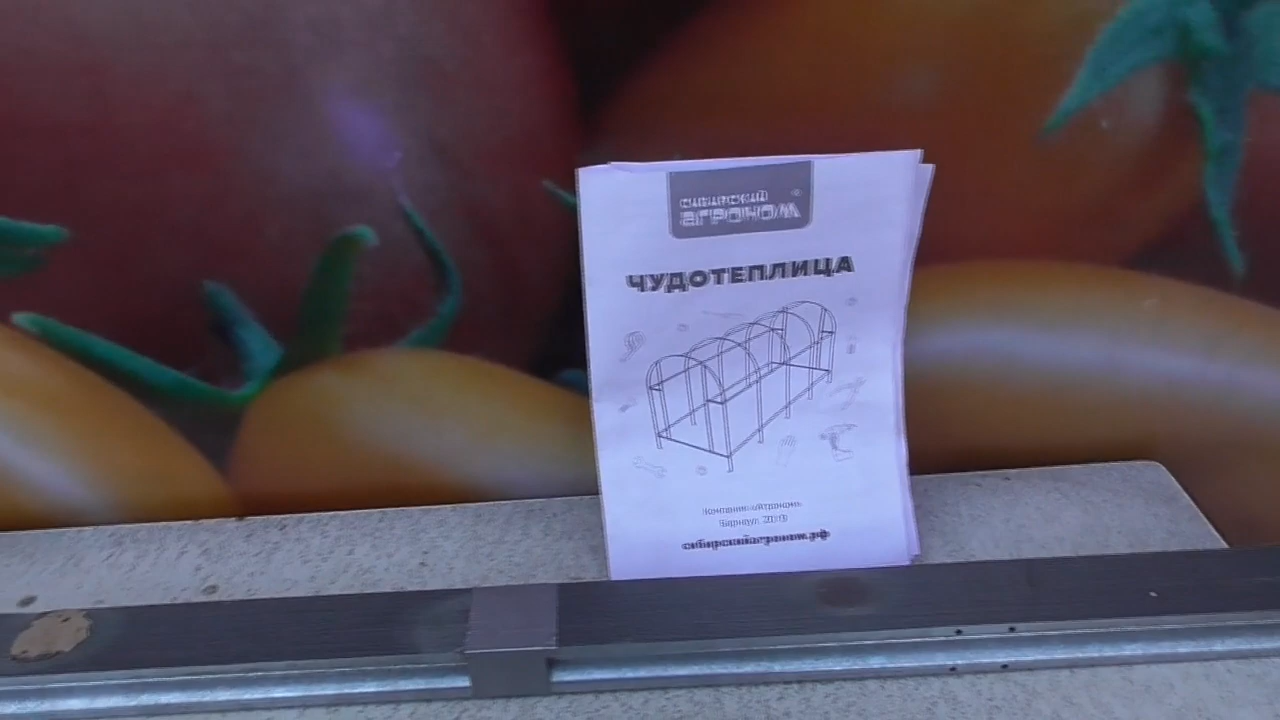 СИБИРСКИЙ
агроном
ЧУДОТЕПЛИЦА
Барнаул
сибирскийагроном.рф